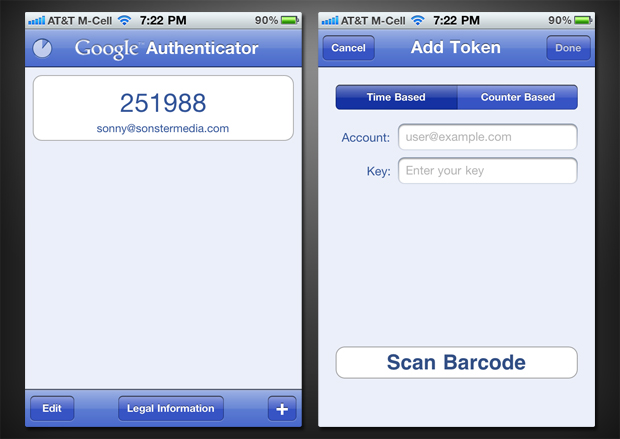 AT&T M-Cell 7:22 PM 90%
Google™ Authenticator
251988
sonny@sonstermedia.com
Edit Legal Information +
AT&T M-Cell 7:22 PM 90%
Cancel Add Token Done
Time Based Counter Based
Account: user@example.com
Key: Enter your key
Scan Barcode